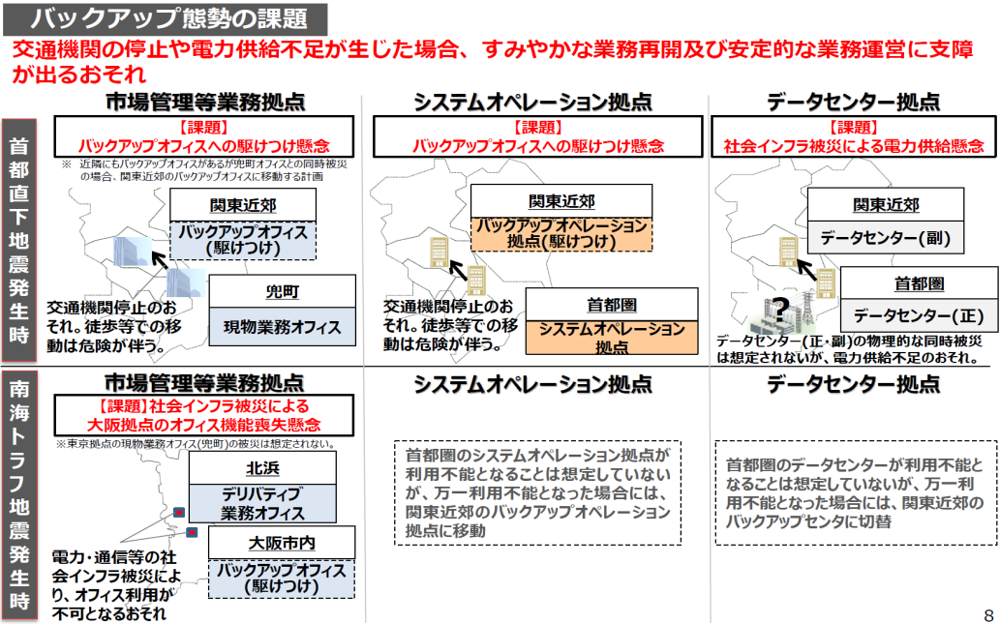 バックアップ態勢の課題
交通機関の停止や電力供給不足が生じた場合、すみやかな業務再開及び安定的な業務運営に支障
が出るおそれ
首都直下地震発生時
市場管理等業務拠点
【課題】
バックアップオフィスへの駆けつけ懸念
※ 近隣にもバックアップオフィスがあるが兜町オフィスとの同時被災
の場合、関東近郊のバックアップオフィスに移動する計画
関東近郊
バックアップオフィス
(駆けつけ)
兜町
現物業務オフィス
交通機関停止のお
それ。徒歩等での移
動は危険が伴う。
システムオペレーション拠点
【課題】
バックアップオフィスへの駆けつけ懸念
関東近郊
バックアップオペレーション
拠点(駆けつけ)
首都圏
システムオペレーション
拠点
交通機関停止のお
それ。徒歩等での移
動は危険が伴う。
データセンター拠点
【課題】
社会インフラ被災による電力供給懸念
関東近郊
データセンター(副)
首都圏
データセンター(正)
?
データセンター(正・副)の物理的な同時被災
は想定されないが、電力供給不足のおそれ。
南海トラフ地震発生時
市場管理等業務拠点
【課題】社会インフラ被災による
大阪拠点のオフィス機能喪失懸念
※東京拠点の現物業務オフィス(兜町)の被災は想定されない。
北浜
デリバティブ
業務オフィス
大阪市内
バックアップオフィス
(駆けつけ)
電力・通信等の社
会インフラ被災によ
り、オフィス利用が
不可となるおそれ
システムオペレーション拠点
首都圏のシステムオペレーション拠点が
利用不能となることは想定していない
が、万一利用不能となった場合には、
関東近郊のバックアップオペレーション
拠点に移動
データセンター拠点
首都圏のデータセンターが利用不能と
なることは想定していないが、万一利
用不能となった場合には、関東近郊の
バックアップセンタに切替
8